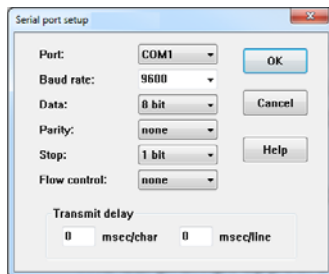 Serial port setup
Port: COM1 OK
Baud rate: 9600
Data: 8 bit Cancel
Parity: none
Stop: 1 bit Help
Flow control: none
Transmit delay
0 msec/char 0 msec/line